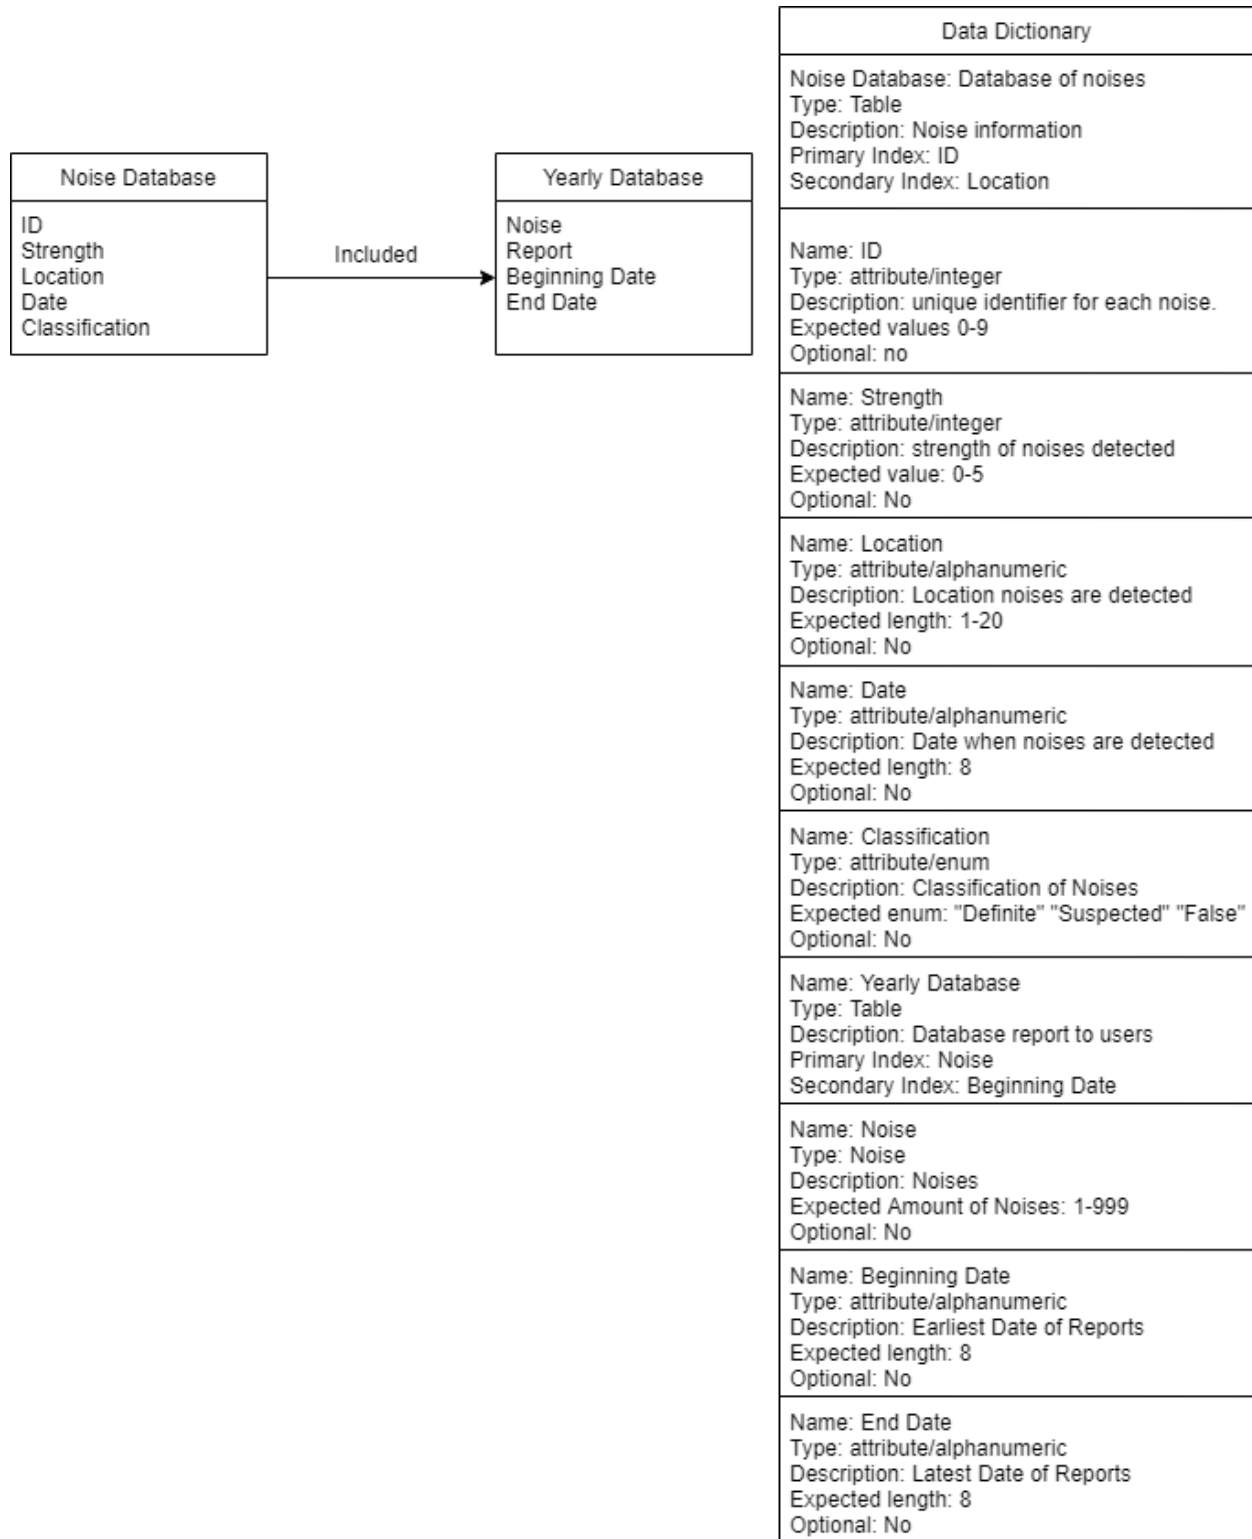 Noise Database
ID
Strength
Location
Date
Classification
Included
Yearly Database
Noise
Report
Beginning Date
End Date
Data Dictionary
Noise Database: Database of noises
Type: Table
Description: Noise information
Primary Index: ID
Secondary Index: Location
Name: ID
Type: attribute/integer
Description: unique identifier for each noise.
Expected values 0-9
Optional: no
Name: Strength
Type: attribute/integer
Description: strength of noises detected
Expected value: 0-5
Optional: No
Name: Location
Type: attribute/alphanumeric
Description: Location noises are detected
Expected length: 1-20
Optional: No
Name: Date
Type: attribute/alphanumeric
Description: Date when noises are detected
Expected length: 8
Optional: No
Name: Classification
Type: attribute/enum
Description: Classification of Noises
Expected enum: "Definite" "Suspected" "False"
Optional: No
Name: Yearly Database
Type: Table
Description: Database report to users
Primary Index: Noise
Secondary Index: Beginning Date
Name: Noise
Type: Noise
Description: Noises
Expected Amount of Noises: 1-999
Optional: No
Name: Beginning Date
Type: attribute/alphanumeric
Description: Earliest Date of Reports
Expected length: 8
Optional: No
Name: End Date
Type: attribute/alphanumeric
Description: Latest Date of Reports
Expected length: 8
Optional: No